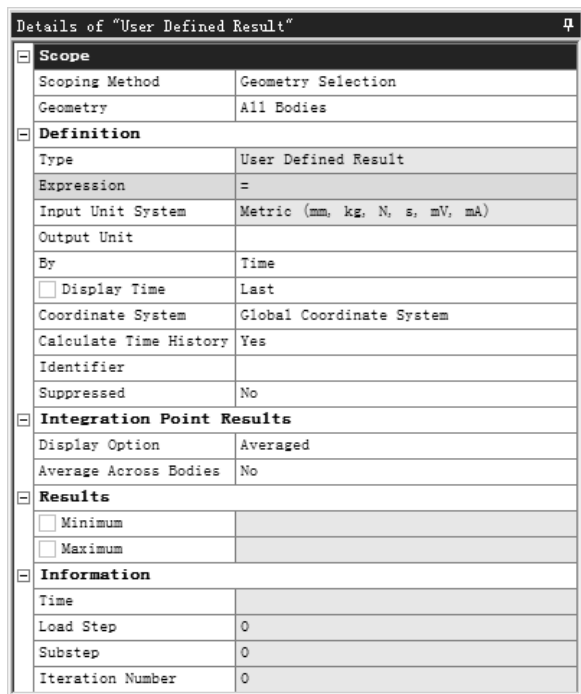 Details of "User Defined Result"
Scope
Scoping Method Geometry Selection
Geometry All Bodies
Definition
Type User Defined Result
Expression =
Input Unit System Metric (mm, kg, N, s, mV, mA)
Output Unit
By Time
Display Time Last
Coordinate System Global Coordinate System
Calculate Time History Yes
Identifier
Suppressed No
Integration Point Results
Display Option Averaged
Average Across Bodies No
Results
Minimum
Maximum
Information
Time
Load Step 0
Substep 0
Iteration Number 0